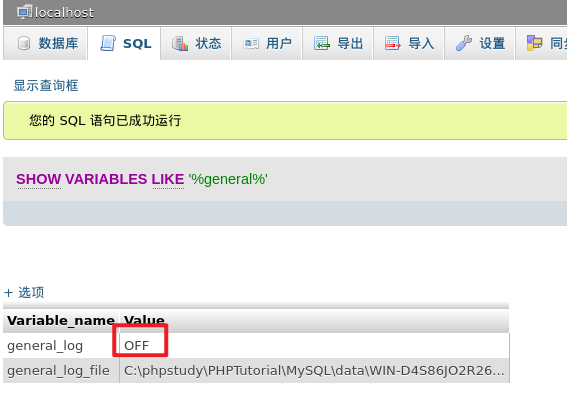 localhost
数据库 SQL 状态 用户 导出 导入 设置
显示查询框
您的 SQL 语句已成功运行
SHOW VARIABLES LIKE '%general%'
+ 选项
Variable_name Value
general_log OFF
general_log_file C:\phpstudy\PHPTutorial\MySQL\data\WIN-D4S86JO2R26...